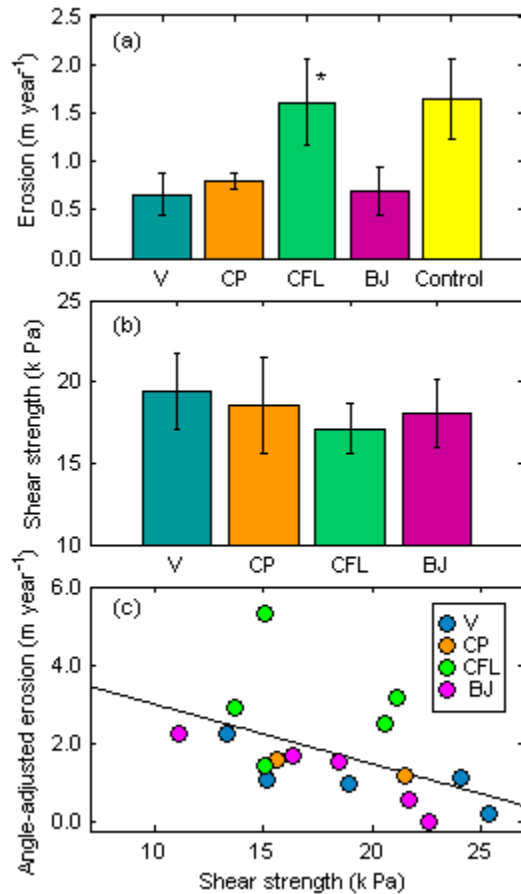 (a)
Erosion (m year-1)
2.5
2.0
1.5
1.0
0.5
0.0
*
V CP CFL BJ Control
(b)
Shear strength (k Pa)
25
20
15
10
V CP CFL BJ
(c)
Angle-adjusted erosion (m year-1)
6.0
4.0
2.0
0.0
V
CP
CFL
BJ
10 15 20 25
Shear strength (k Pa)